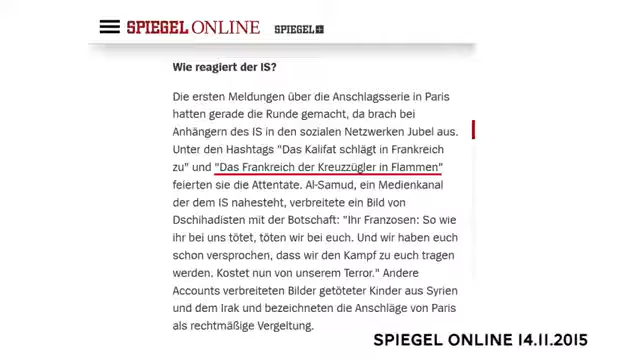 SPIEGEL ONLINE SPIEGEL+
Wie reagiert der IS?
Die ersten Meldungen über die Anschlagsserie in Paris
hatten gerade die Runde gemacht, da brach bei
Anhängern des IS in den sozialen Netzwerken Jubel aus.
Unter den Hashtags "Das Kalifat schlägt in Frankreich
zu" und "Das Frankreich der Kreuzzügler in Flammen"
feierten sie die Attentate. Al-Samud, ein Medienkanal
der dem IS nahesteht, verbreitete ein Bild von
Dschihadisten mit der Botschaft: "Ihr Franzosen: So wie
ihr bei uns tötet, töten wir bei euch. Und wir haben euch
schon versprochen, dass wir den Kampf zu euch tragen
werden. Kostet nun von unserem Terror." Andere
Accounts verbreiteten Bilder getöteter Kinder aus Syrien
und dem Irak und bezeichneten die Anschläge von Paris
als rechtmäßige Vergeltung.
SPIEGEL ONLINE 14.11.2015